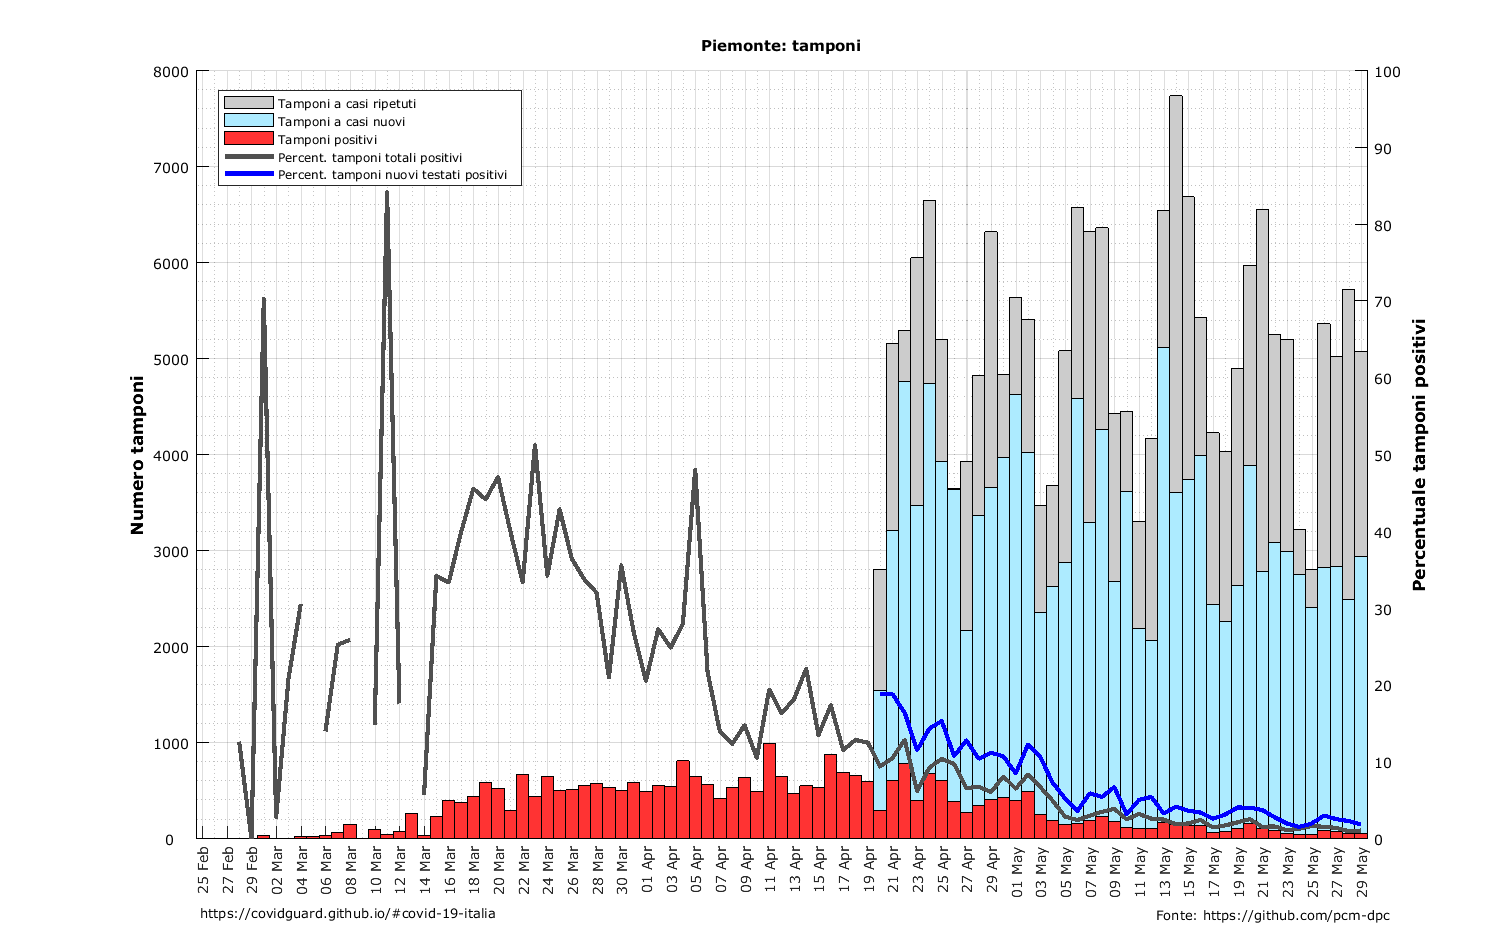 Piemonte: tamponi
8000
7000
6000
5000
4000
3000
2000
1000
0
Numero tamponi
Tamponi a casi ripetuti
Tamponi a casi nuovi
Tamponi positivi
Percent. tamponi totali positivi
Percent. tamponi nuovi testati positivi
100
90
80
70
60
50
40
30
20
10
0
Percentuale tamponi positivi
25 Feb
27 Feb
29 Feb
02 Mar
04 Mar
06 Mar
08 Mar
10 Mar
12 Mar
14 Mar
16 Mar
18 Mar
20 Mar
22 Mar
24 Mar
26 Mar
28 Mar
30 Mar
01 Apr
03 Apr
05 Apr
07 Apr
09 Apr
11 Apr
13 Apr
15 Apr
17 Apr
19 Apr
21 Apr
23 Apr
25 Apr
27 Apr
29 Apr
01 May
03 May
05 May
07 May
09 May
11 May
13 May
15 May
17 May
19 May
21 May
23 May
25 May
27 May
29 May
https://covidguard.github.io/#covid-19-italia
Fonte: https://github.com/pcm-dpc